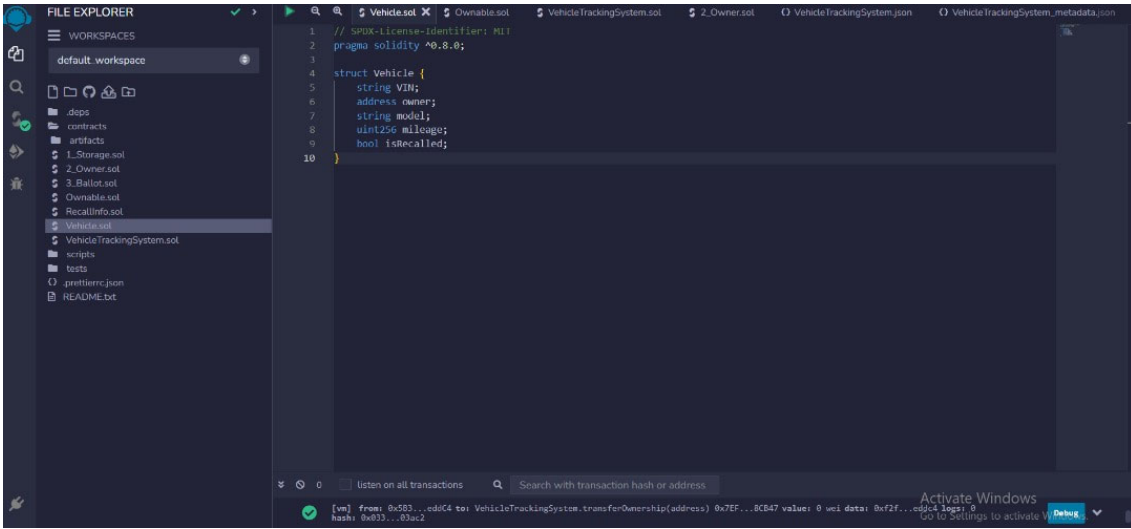 FILE EXPLORER
WORKSPACES
default_workspace
.deps
contracts
artifacts
1_Storage.sol
2_Owner.sol
3_Ballot.sol
Ownable.sol
RecallInfo.sol
Vehicle.sol
VehicleTrackingSystem.sol
scripts
tests
.prettierrc.json
README.txt
Vehicle.sol Ownable.sol VehicleTrackingSystem.sol 2_Owner.sol VehicleTrackingSystem.json VehicleTrackingSystem_metadata.json
1 // SPDX-License-Identifier: MIT
2 pragma solidity ^0.8.0;
3
4 struct Vehicle {
5 string VIN;
6 address owner;
7 string model;
8 uint256 mileage;
9 bool isRecalled;
10 }
0 listen on all transactions Search with transaction hash or address
[vm] from: 0x5B3...eddC4 to: VehicleTrackingSystem.transferOwnership(address) 0x7EF...8CB47 value: 0 wei data: 0xf2f...eddc4 logs: 0
hash: 0x033...03ac2
Debug
Activate Windows
Go to Settings to activate